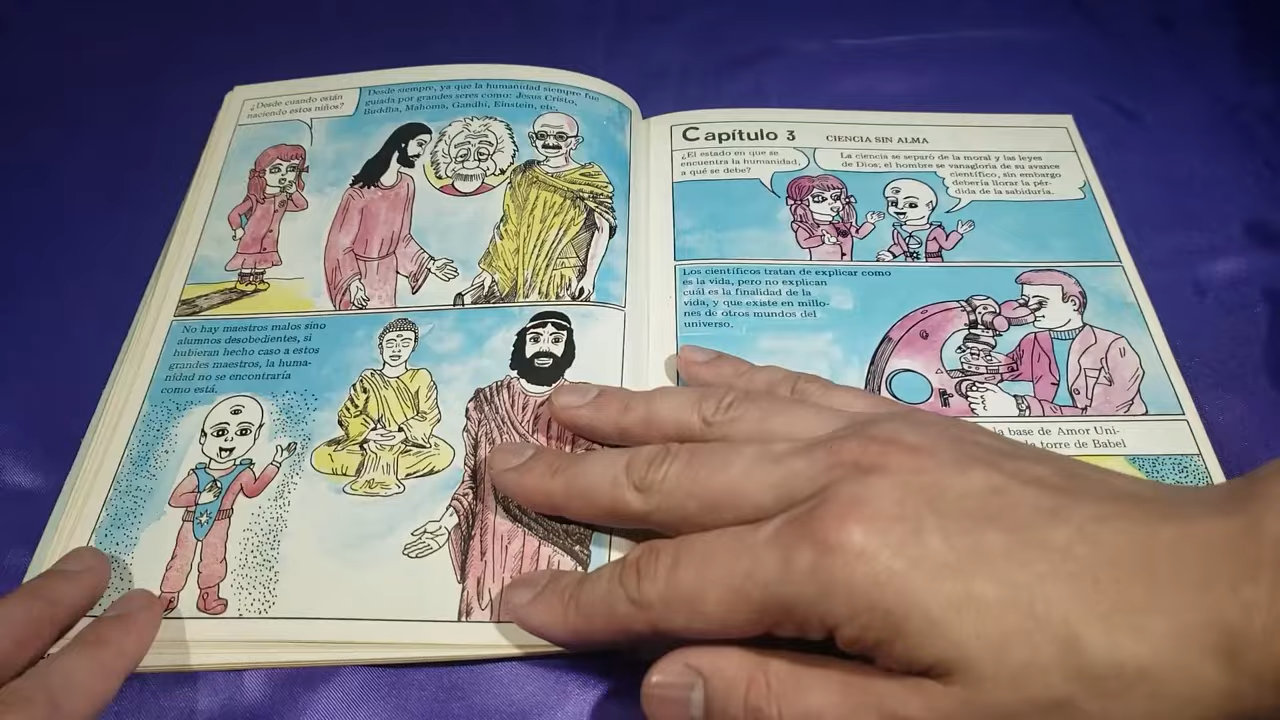 ¿Desde cuando están
naciendo estos niños?
Desde siempre, ya que la humanidad siempre fue
guiada por grandes seres como: Jesus Cristo,
Buddha, Mahoma, Gandhi, Einstein, etc.
No hay maestros malos sino
alumnos desobedientes, si
hubieran hecho caso a estos
grandes maestros, la huma-
nidad no se encontraría
como está.
Capítulo 3 CIENCIA SIN ALMA
¿El estado en que se
encuentra la humanidad,
a qué se debe?
La ciencia se separó de la moral y las leyes
de Dios; el hombre se vanagloria de su avance
científico, sin embargo
debería llorar la pér-
dida de la sabiduría.
Los científicos tratan de explicar como
es la vida, pero no explican
cuál es la finalidad de la
vida, y que existe en millo-
nes de otros mundos del
universo.
la base de Amor Uni-
torre de Babel